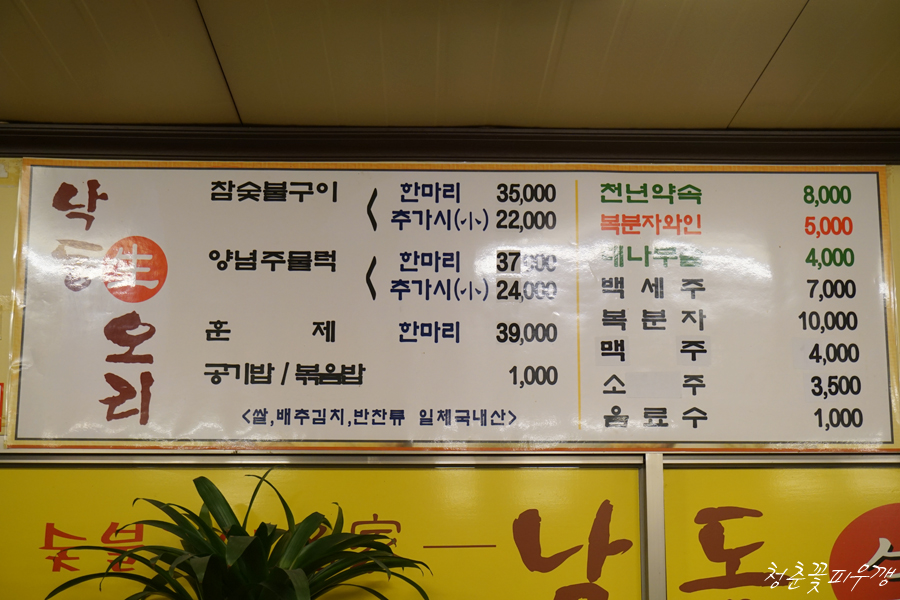 낙
生
오
리
참숯불구이 < 한마리 35,000
추가시(小) 22,000
양념주물럭 < 한마리 37,000
추가시(小) 24,000
훈 제 한마리 39,000
공기밥 / 볶음밥 1,000
<쌀,배추김치,반찬류 일체국내산>
천년약속 8,000
복분자와인 5,000
4,000
백세주 7,000
복분자 10,000
맥 주 4,000
소 주 3,500
음료수 1,000
남도
청춘꽃피우깽